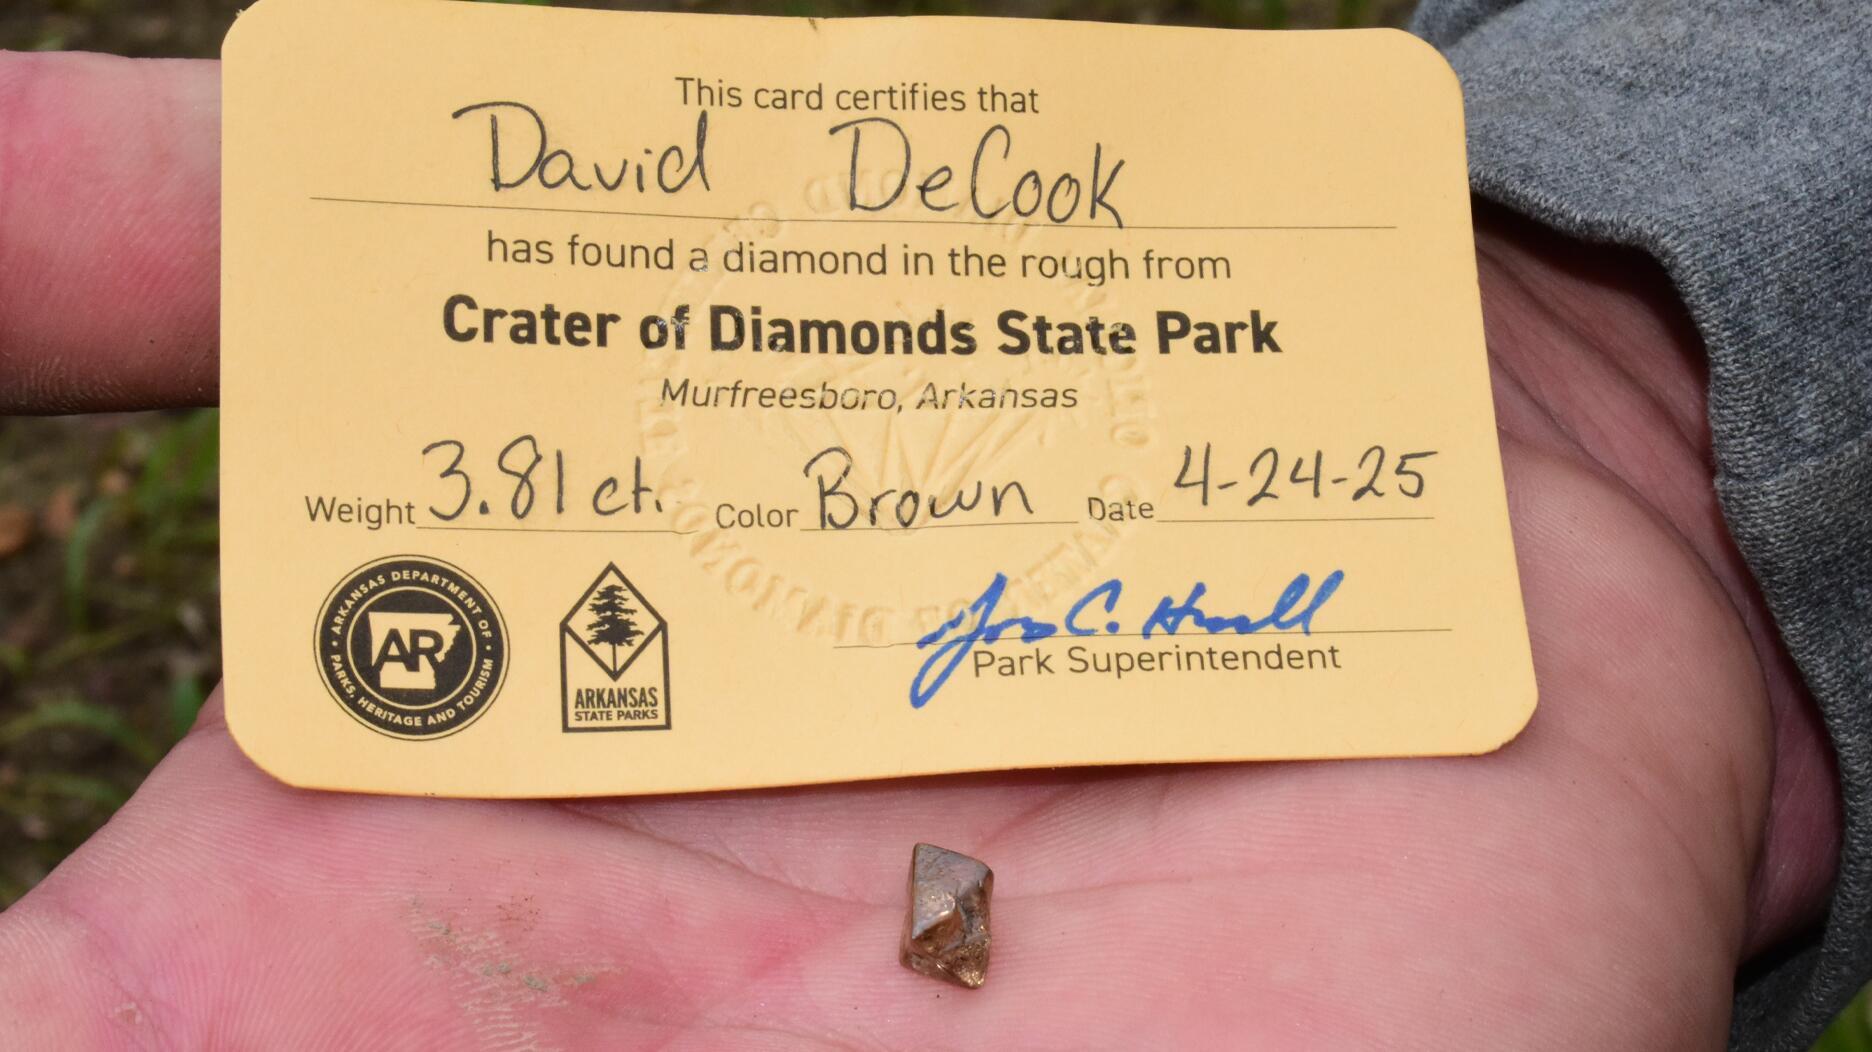 This card certifies that
David DeCook
has found a diamond in the rough from
Crater of Diamonds State Park
Murfreesboro, Arkansas
Weight 3.81 ct. Color Brown Date 4-24-25
ARKANSAS DEPARTMENT OF
AR
PARKS, HERITAGE AND TOURISM
ARKANSAS
STATE PARKS
Park Superintendent